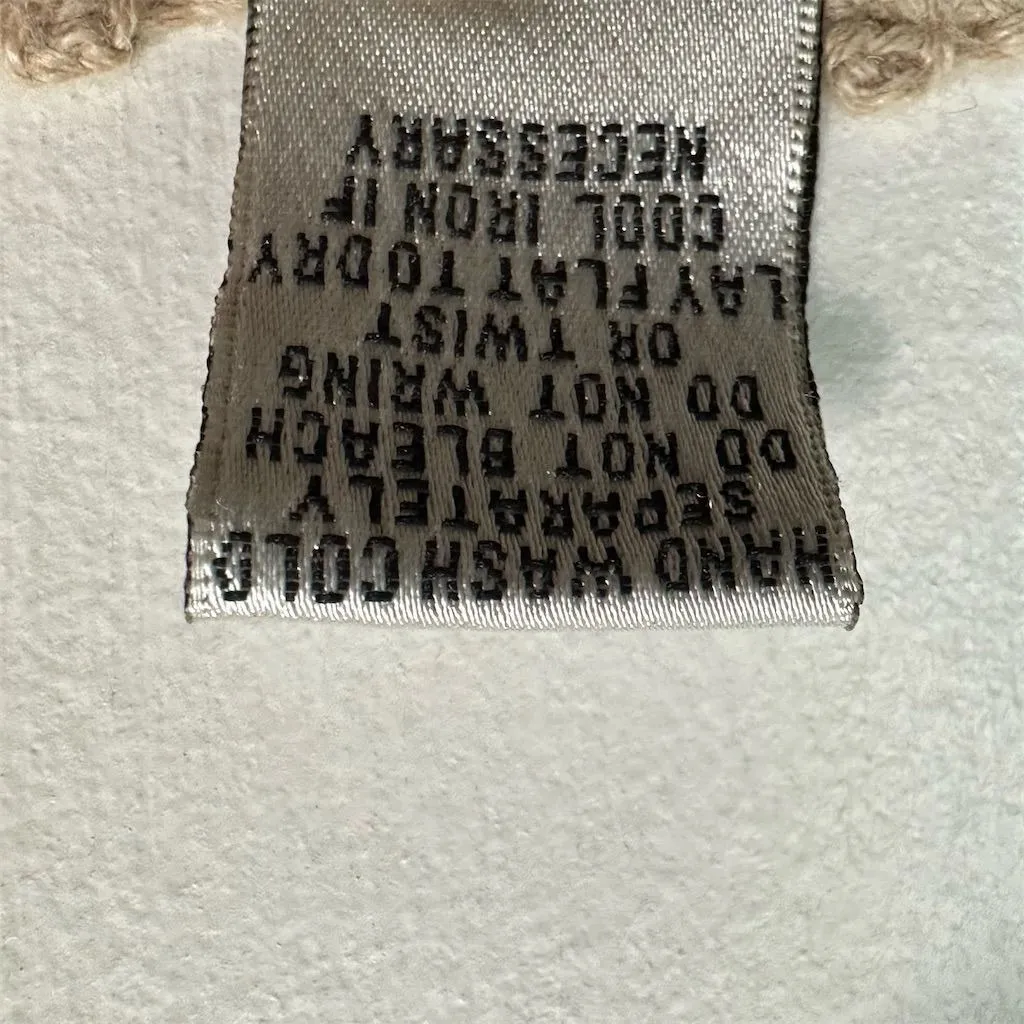 HAND WASH COLD
SEPARATELY
DO NOT BLEACH
DO NOT WRING
OR TWIST
LAY FLAT TO DRY
COOL IRON IF
NECESSARY